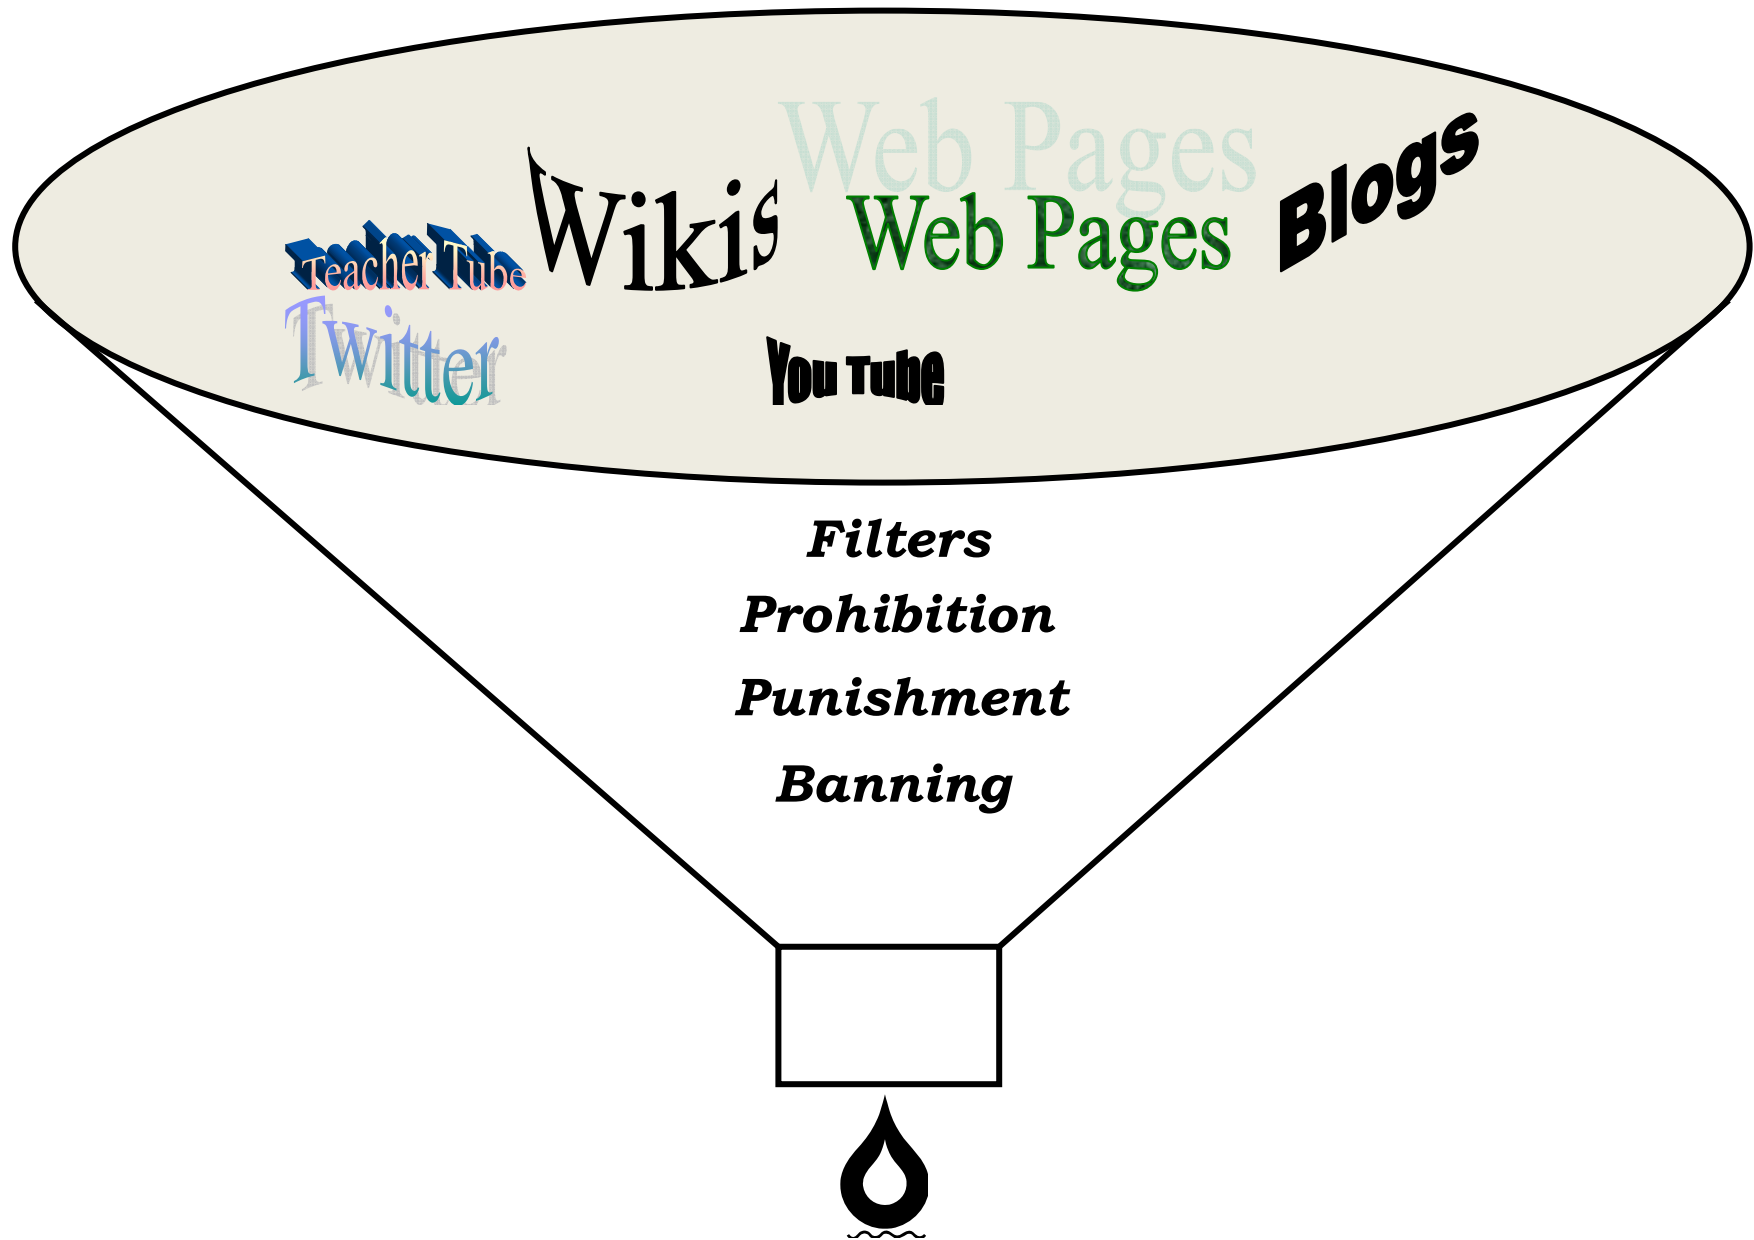 Web Pages
Wikis
Web Pages
Blogs
Teacher Tube
Twitter
You Tube
Filters
Prohibition
Punishment
Banning